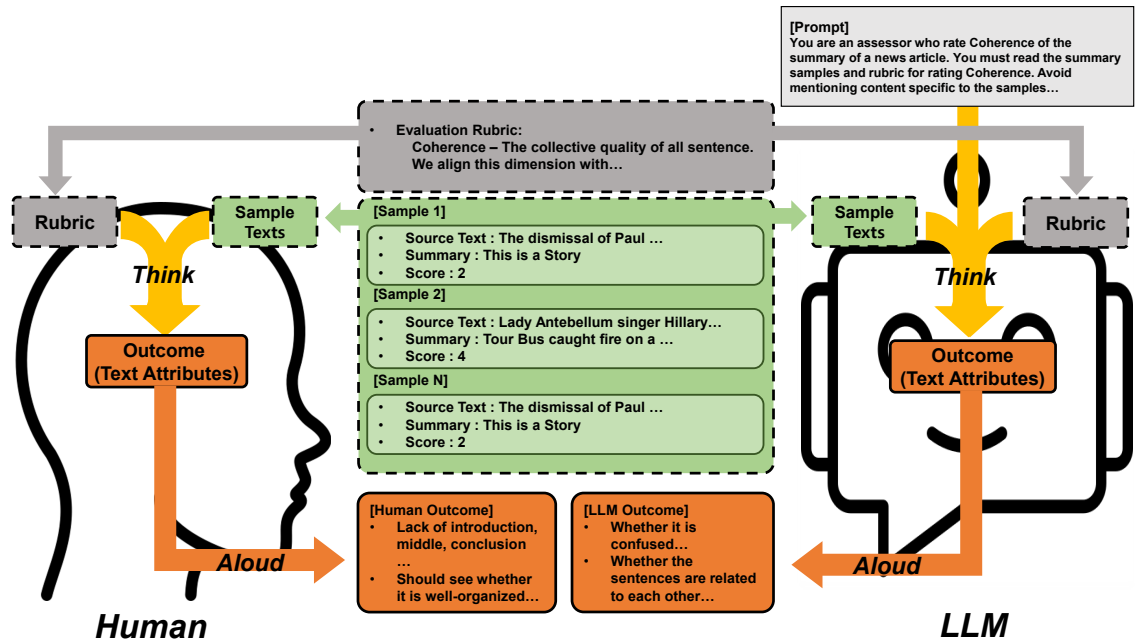 [Prompt]
You are an assessor who rate Coherence of the
summary of a news article. You must read the summary
samples and rubric for rating Coherence. Avoid
mentioning content specific to the samples…
• Evaluation Rubric:
Coherence – The collective quality of all sentence.
We align this dimension with…
Rubric
Sample
Texts
Think
Outcome
(Text Attributes)
Aloud
Human
[Sample 1]
• Source Text : The dismissal of Paul …
• Summary : This is a Story
• Score : 2
[Sample 2]
• Source Text : Lady Antebellum singer Hillary…
• Summary : Tour Bus caught fire on a …
• Score : 4
[Sample N]
• Source Text : The dismissal of Paul …
• Summary : This is a Story
• Score : 2
[Human Outcome]
• Lack of introduction,
middle, conclusion
…
• Should see whether
it is well-organized…
[LLM Outcome]
• Whether it is
confused…
• Whether the
sentences are related
to each other…
Sample
Texts
Rubric
Think
Outcome
(Text Attributes)
Aloud
LLM